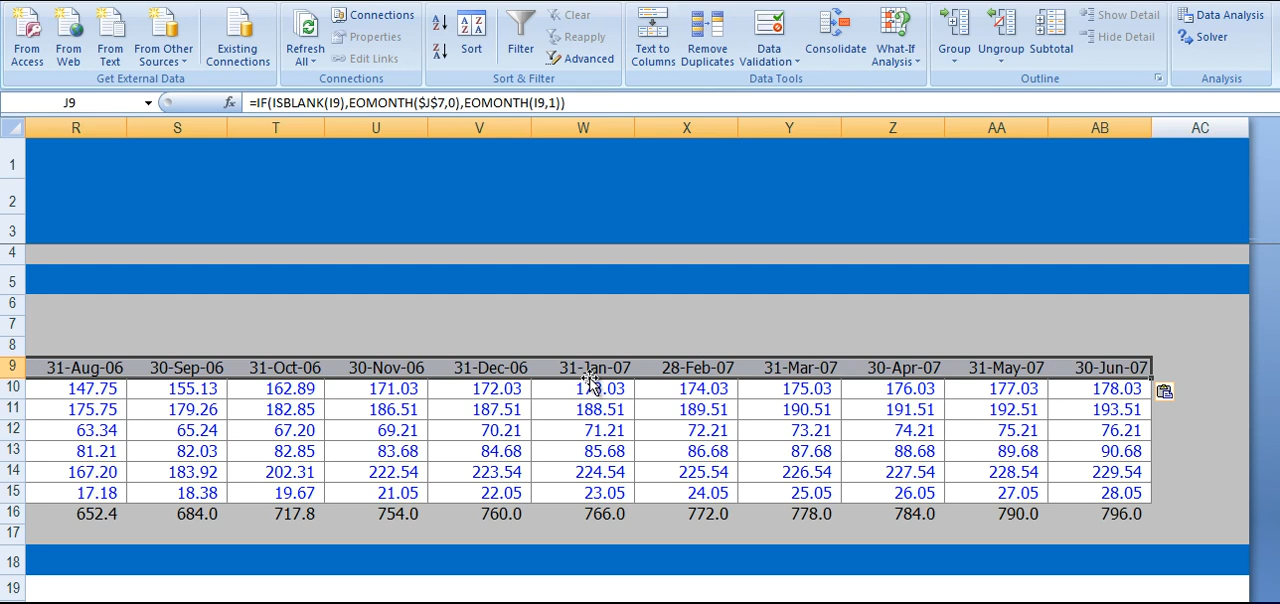 From Access
From Web
From Text
From Other Sources
Existing Connections
Get External Data
Refresh All
Connections
Properties
Edit Links
Connections
Sort
Filter
Clear
Reapply
Advanced
Sort & Filter
Text to Columns
Remove Duplicates
Data Validation
Consolidate
What-If Analysis
Data Tools
Group
Ungroup
Subtotal
Show Detail
Hide Detail
Outline
Data Analysis
Solver
Analysis
J9 fx =IF(ISBLANK(I9),EOMONTH($J$7,0),EOMONTH(I9,1))
R S T U V W X Y Z AA AB AC
1
2
3
4
5
6
7
8
9 31-Aug-06 30-Sep-06 31-Oct-06 30-Nov-06 31-Dec-06 31-Jan-07 28-Feb-07 31-Mar-07 30-Apr-07 31-May-07 30-Jun-07
10 147.75 155.13 162.89 171.03 172.03 .03 174.03 175.03 176.03 177.03 178.03
11 175.75 179.26 182.85 186.51 187.51 188.51 189.51 190.51 191.51 192.51 193.51
12 63.34 65.24 67.20 69.21 70.21 71.21 72.21 73.21 74.21 75.21 76.21
13 81.21 82.03 82.85 83.68 84.68 85.68 86.68 87.68 88.68 89.68 90.68
14 167.20 183.92 202.31 222.54 223.54 224.54 225.54 226.54 227.54 228.54 229.54
15 17.18 18.38 19.67 21.05 22.05 23.05 24.05 25.05 26.05 27.05 28.05
16 652.4 684.0 717.8 754.0 760.0 766.0 772.0 778.0 784.0 790.0 796.0
17
18
19